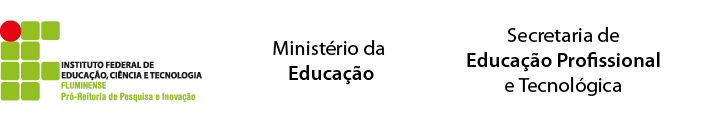 INSTITUTO FEDERAL DE
EDUCAÇÃO, CIÊNCIA E TECNOLOGIA
FLUMINENSE
Pró-Reitoria de Pesquisa e Inovação
Ministério da
Educação
Secretaria de
Educação Profissional
e Tecnológica